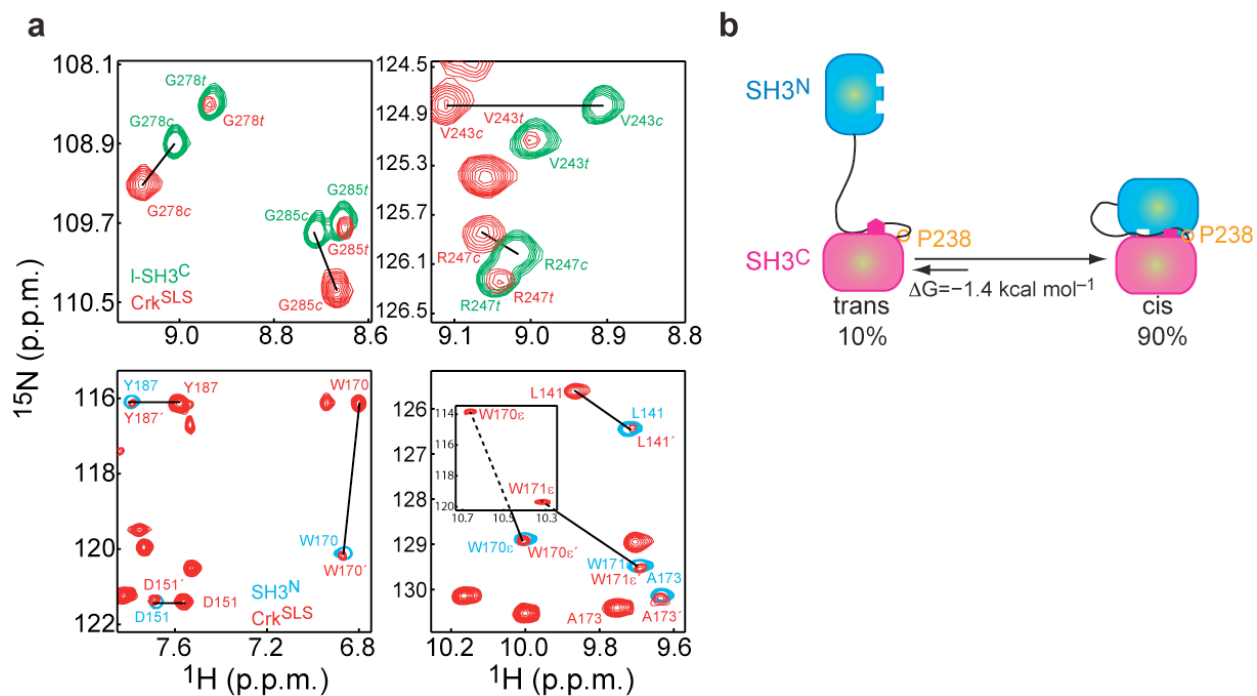 a
108.1
108.9
109.7
110.5
9.0
8.8
8.6
G278t
G278t
G278c
G278c
G285t
G285c
G285t
G285c
I-SH3ᶜ
Crkˢᴸˢ
124.5
124.9
125.3
125.7
126.1
126.5
9.1
9.0
8.9
8.8
V243t
V243c
V243c
V243t
R247c
R247c
R247t
R247t
¹⁵N (p.p.m.)
116
118
120
122
7.6
7.2
6.8
Y187
Y187
Y187´
W170
W170
W170´
D151´
D151
D151
SH3ᴺ
Crkˢᴸˢ
¹H (p.p.m.)
126
127
128
129
130
10.2
10.0
9.8
9.6
L141
L141
L141´
114
119
120
10.7
10.5
10.3
W170ε
W171ε
W170ε
W170ε´
W171ε
W171ε´
A173
A173
A173´
¹H (p.p.m.)
b
SH3ᴺ
SH3ᶜ
P238
P238
ΔG=−1.4 kcal mol⁻¹
trans
10%
cis
90%